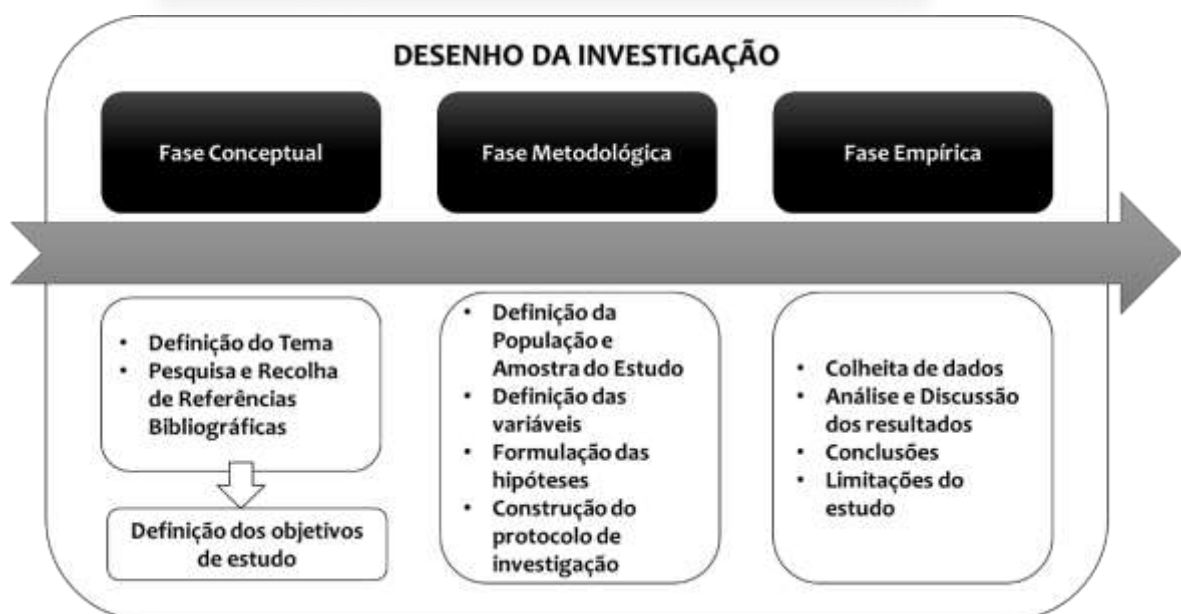 DESENHO DA INVESTIGAÇÃO
Fase Conceptual
Fase Metodológica
Fase Empírica
• Definição do Tema
• Pesquisa e Recolha
de Referências
Bibliográficas
Definição dos objetivos
de estudo
• Definição da
População e
Amostra do Estudo
• Definição das
variáveis
• Formulação das
hipóteses
• Construção do
protocolo de
investigação
• Colheita de dados
• Análise e Discussão
dos resultados
• Conclusões
• Limitações do
estudo